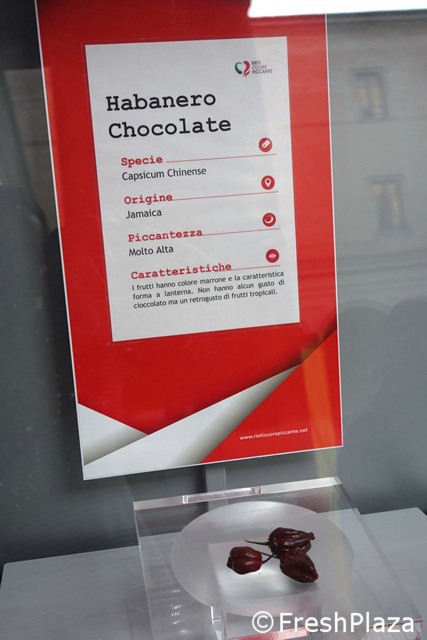 RIETI
CUORE
PICCANTE
Habanero
Chocolate
Specie
Capsicum Chinense
Origine
Jamaica
Piccantezza
Molto Alta
Caratteristiche
I frutti hanno colore marrone e la caratteristica
forma a lanterna. Non hanno alcun gusto di
cioccolato ma un retrogusto di frutti tropicali.
www.rieticuorepiccante.net
©FreshPlaza